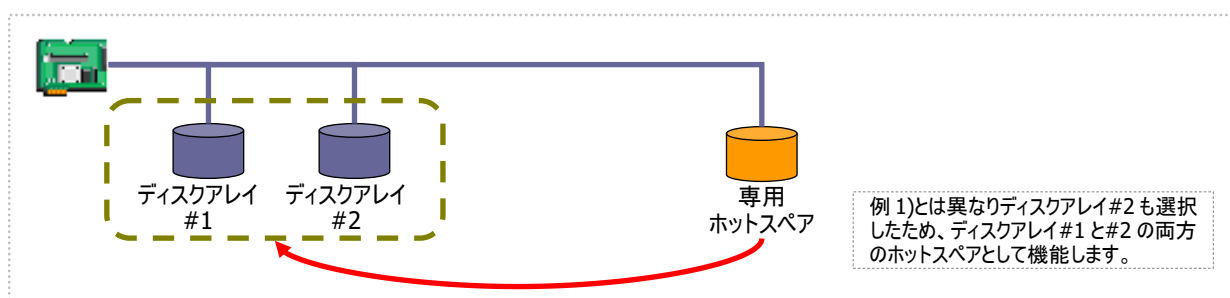 ディスクアレイ
#1
ディスクアレイ
#2
専用
ホットスペア
例 1)とは異なりディスクアレイ#2 も選択
したため、ディスクアレイ#1 と#2 の両方
のホットスペアとして機能します。